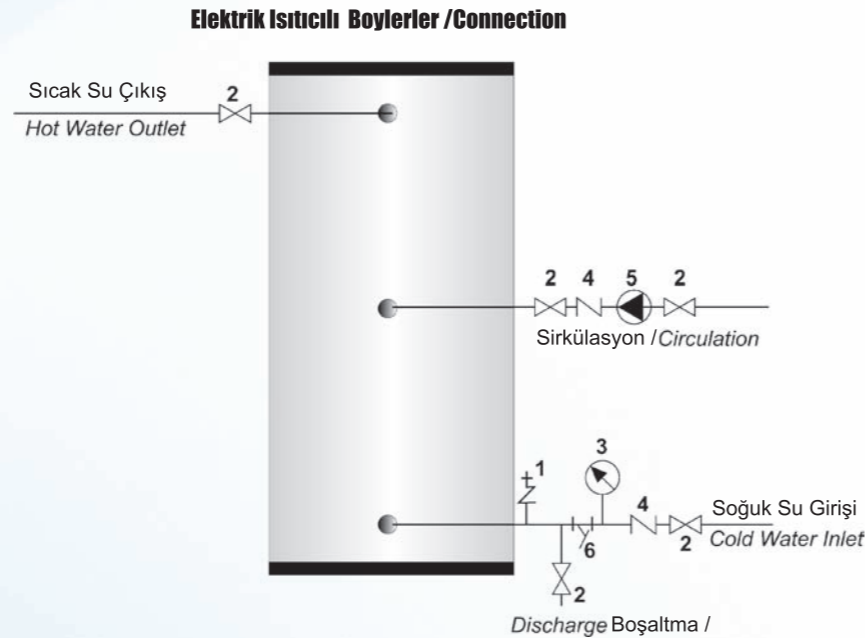 Elektrik Isıtıcılı Boylerler /Connection
Sıcak Su Çıkış
2
Hot Water Outlet
2 4 5 2
Sirkülasyon /Circulation
1
3
4
Soğuk Su Girişi
6
2
Cold Water Inlet
2
Discharge Boşaltma /